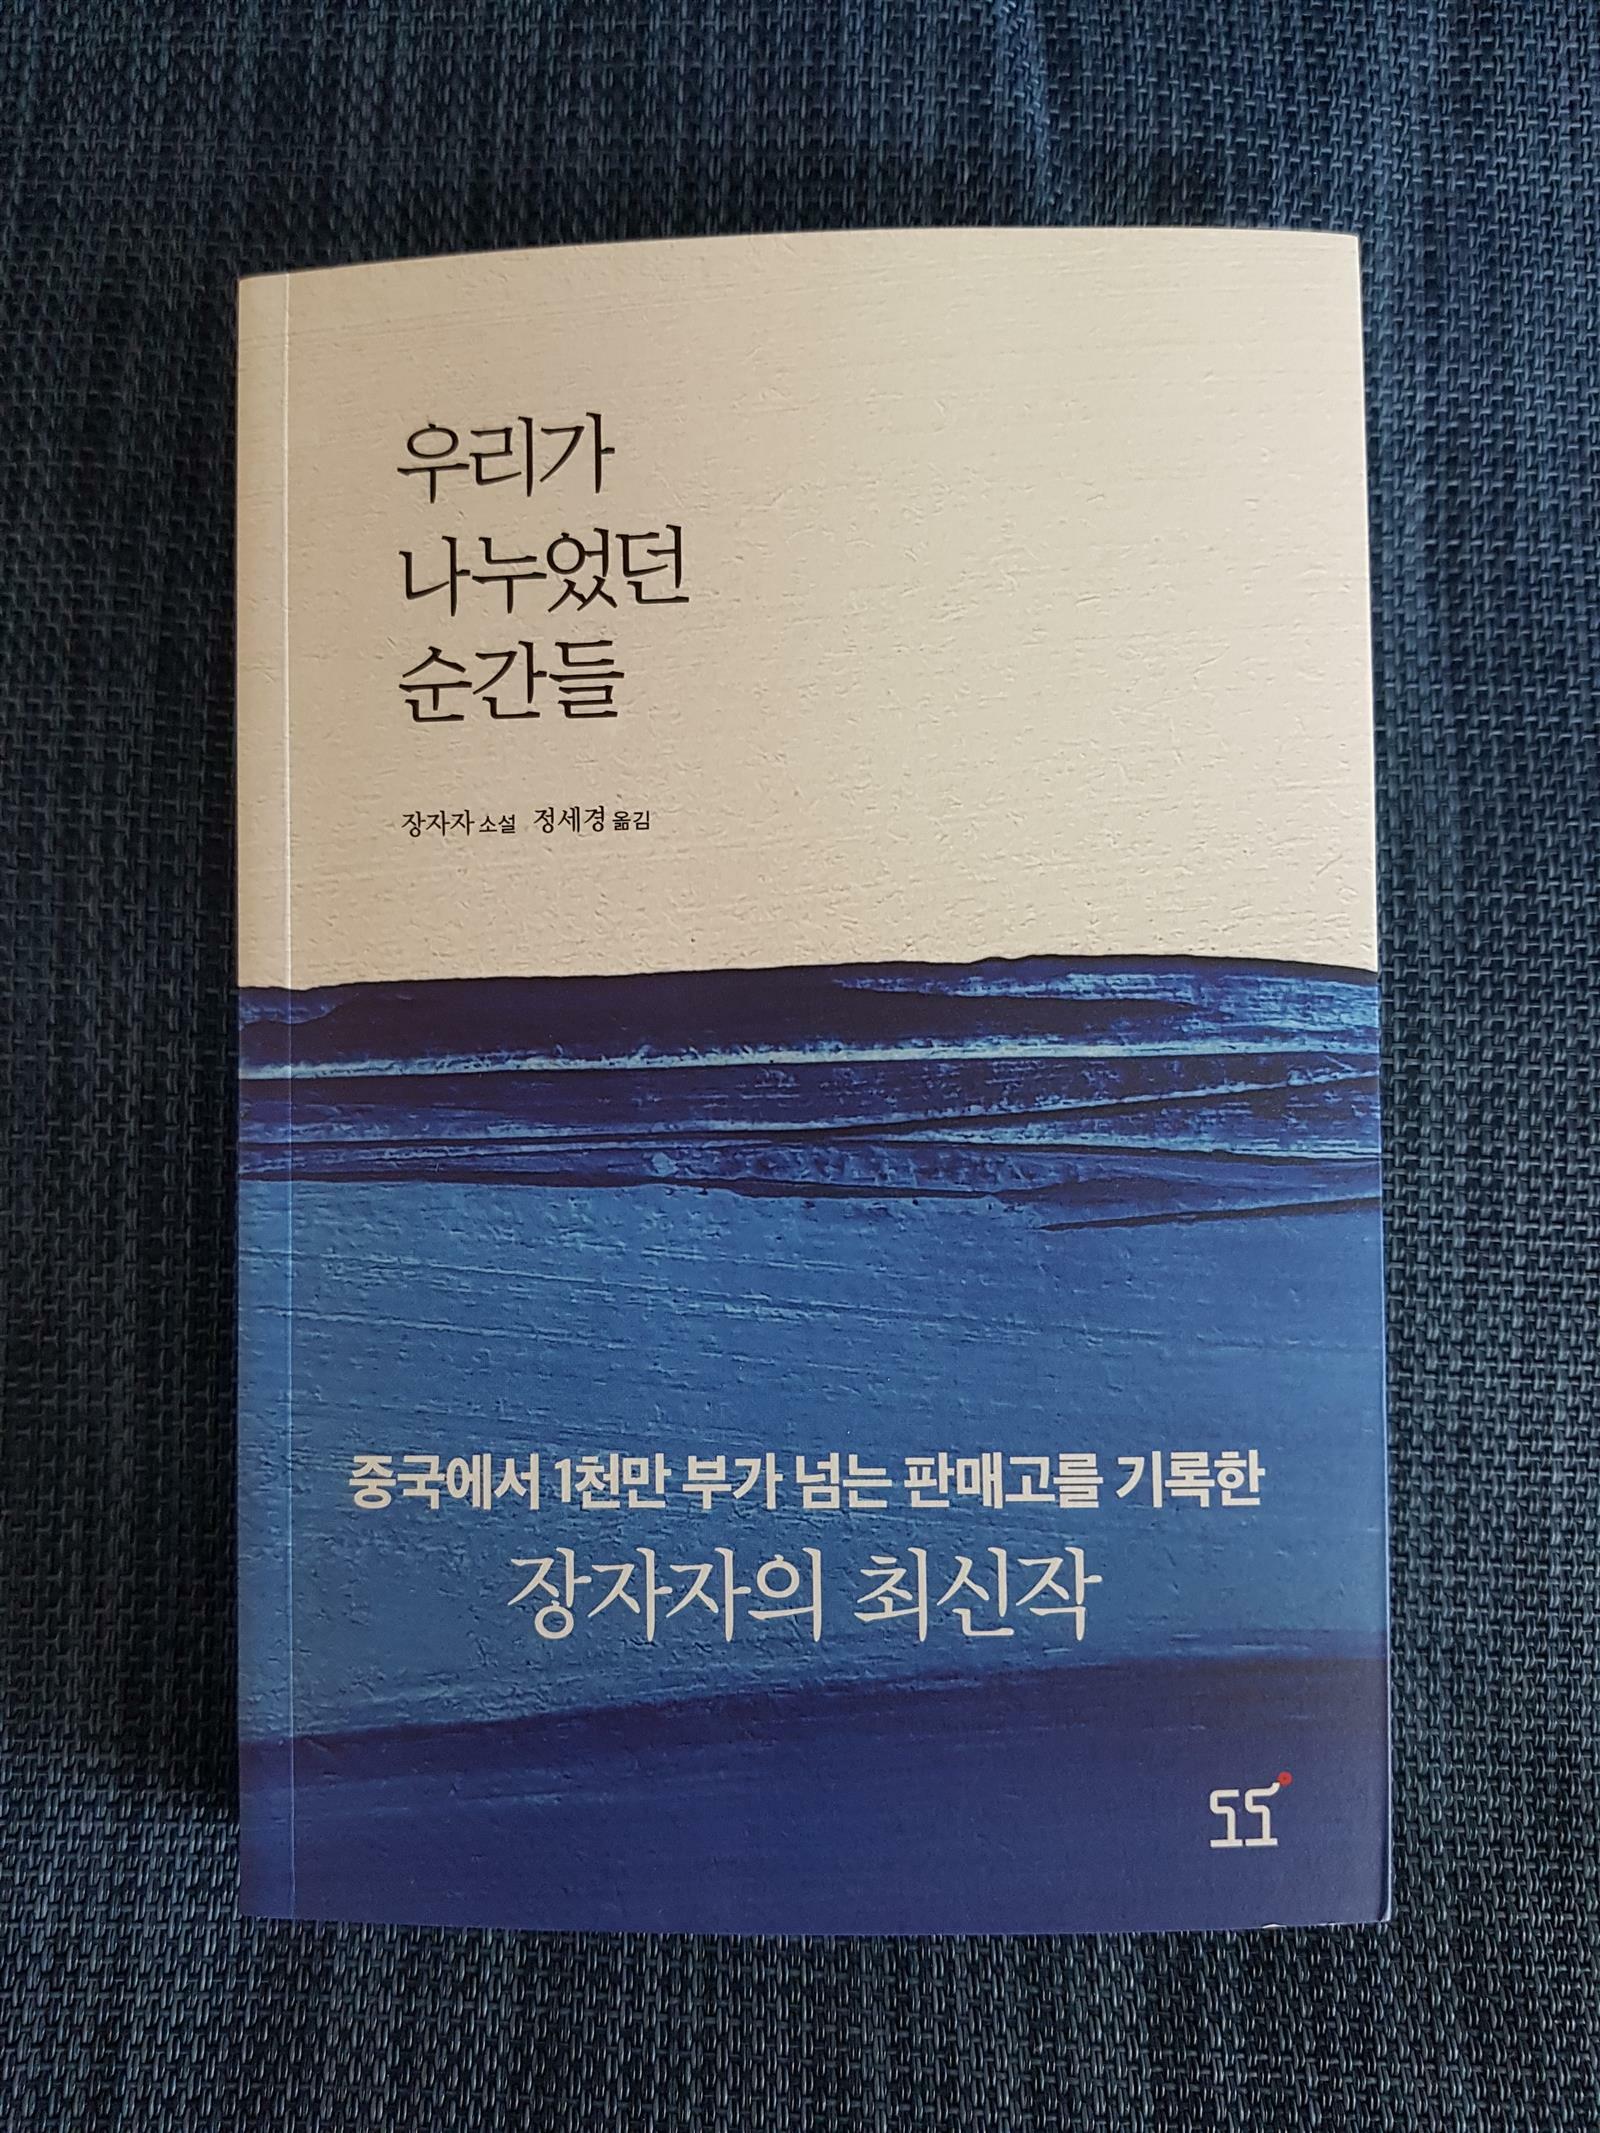 우리가
나누었던
순간들
장자자 소설 정세경 옮김
중국에서 1천만 부가 넘는 판매고를 기록한
장자자의 최신작